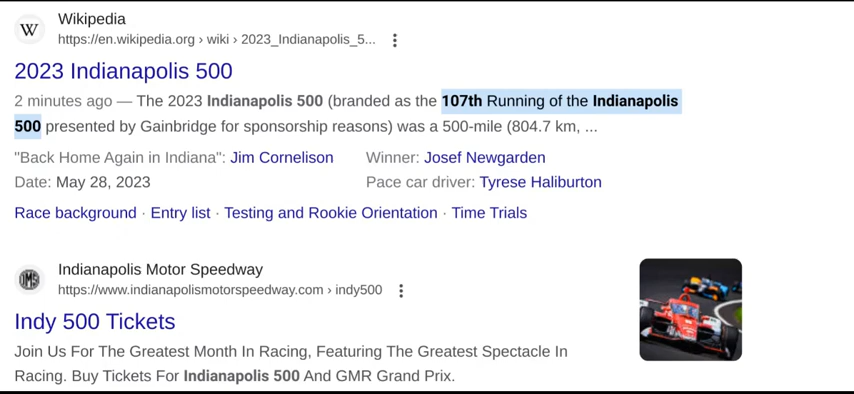 W
Wikipedia
https://en.wikipedia.org › wiki › 2023_Indianapolis_5...
2023 Indianapolis 500
2 minutes ago — The 2023 Indianapolis 500 (branded as the 107th Running of the Indianapolis
500 presented by Gainbridge for sponsorship reasons) was a 500-mile (804.7 km, ...
"Back Home Again in Indiana": Jim Cornelison Winner: Josef Newgarden
Date: May 28, 2023 Pace car driver: Tyrese Haliburton
Race background · Entry list · Testing and Rookie Orientation · Time Trials
IMS
Indianapolis Motor Speedway
https://www.indianapolismotorspeedway.com › indy500
Indy 500 Tickets
Join Us For The Greatest Month In Racing, Featuring The Greatest Spectacle In
Racing. Buy Tickets For Indianapolis 500 And GMR Grand Prix.